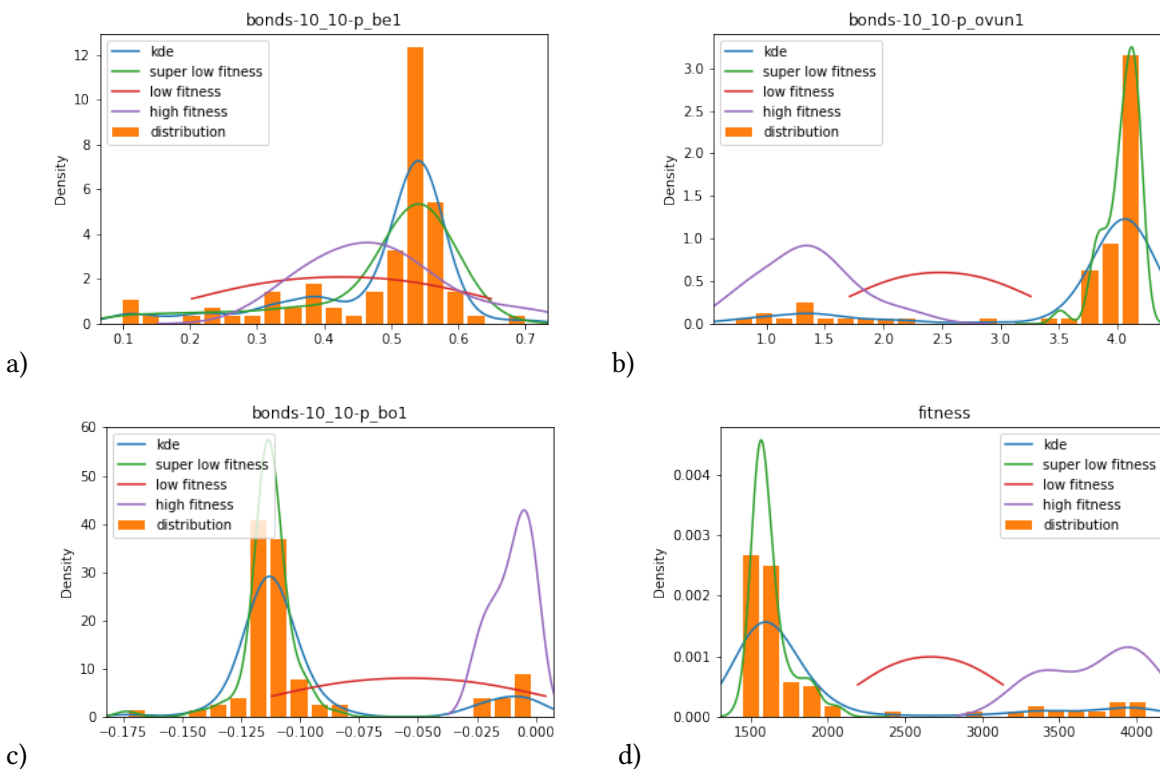 bonds-10_10-p_be1
kde
super low fitness
low fitness
high fitness
distribution
Density
12
10
8
6
4
2
0
0.1 0.2 0.3 0.4 0.5 0.6 0.7
a)
bonds-10_10-p_ovun1
kde
super low fitness
low fitness
high fitness
distribution
Density
3.0
2.5
2.0
1.5
1.0
0.5
0.0
1.0 1.5 2.0 2.5 3.0 3.5 4.0
b)
bonds-10_10-p_bo1
kde
super low fitness
low fitness
high fitness
distribution
Density
60
50
40
30
20
10
0
−0.175 −0.150 −0.125 −0.100 −0.075 −0.050 −0.025 0.000
c)
fitness
kde
super low fitness
low fitness
high fitness
distribution
Density
0.004
0.003
0.002
0.001
0.000
1500 2000 2500 3000 3500 4000
d)